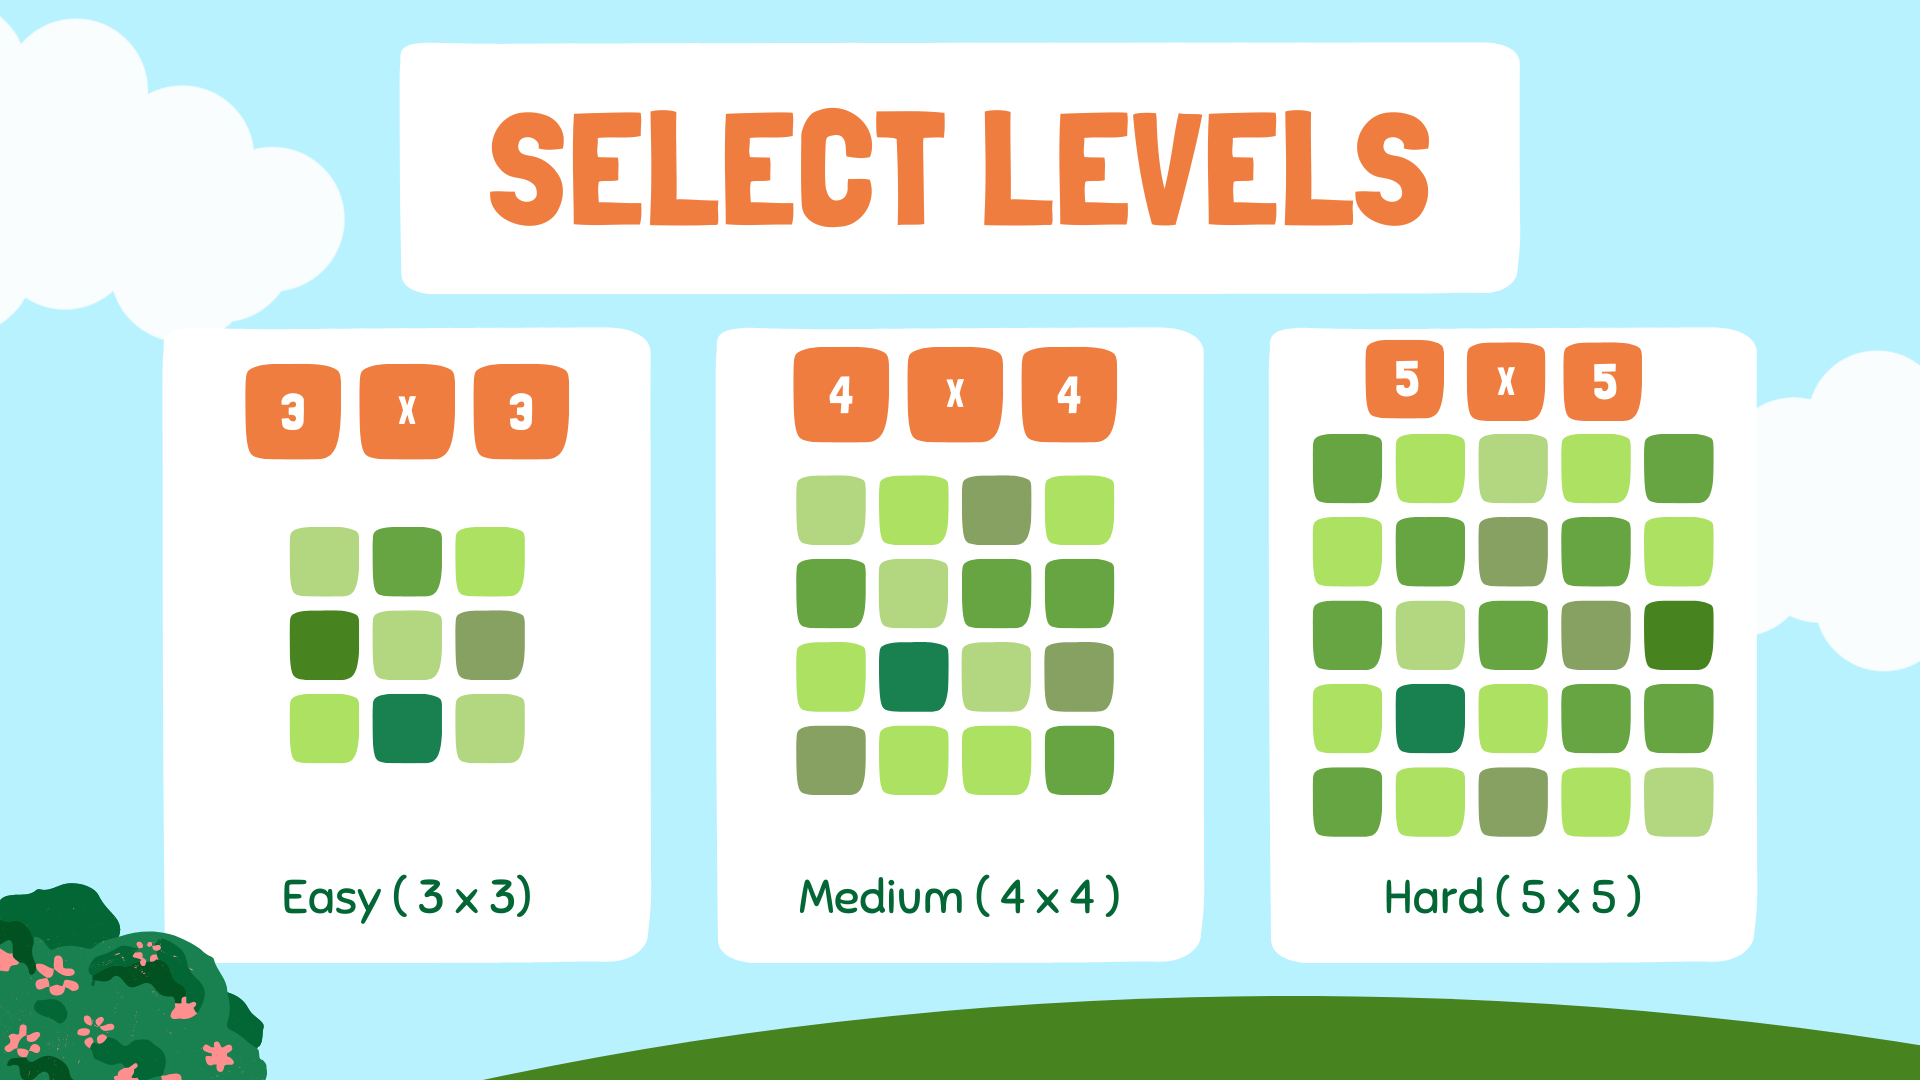 SELECT LEVELS
3 x 3
4 x 4
5 x 5
Easy ( 3 x 3)
Medium ( 4 x 4 )
Hard ( 5 x 5 )